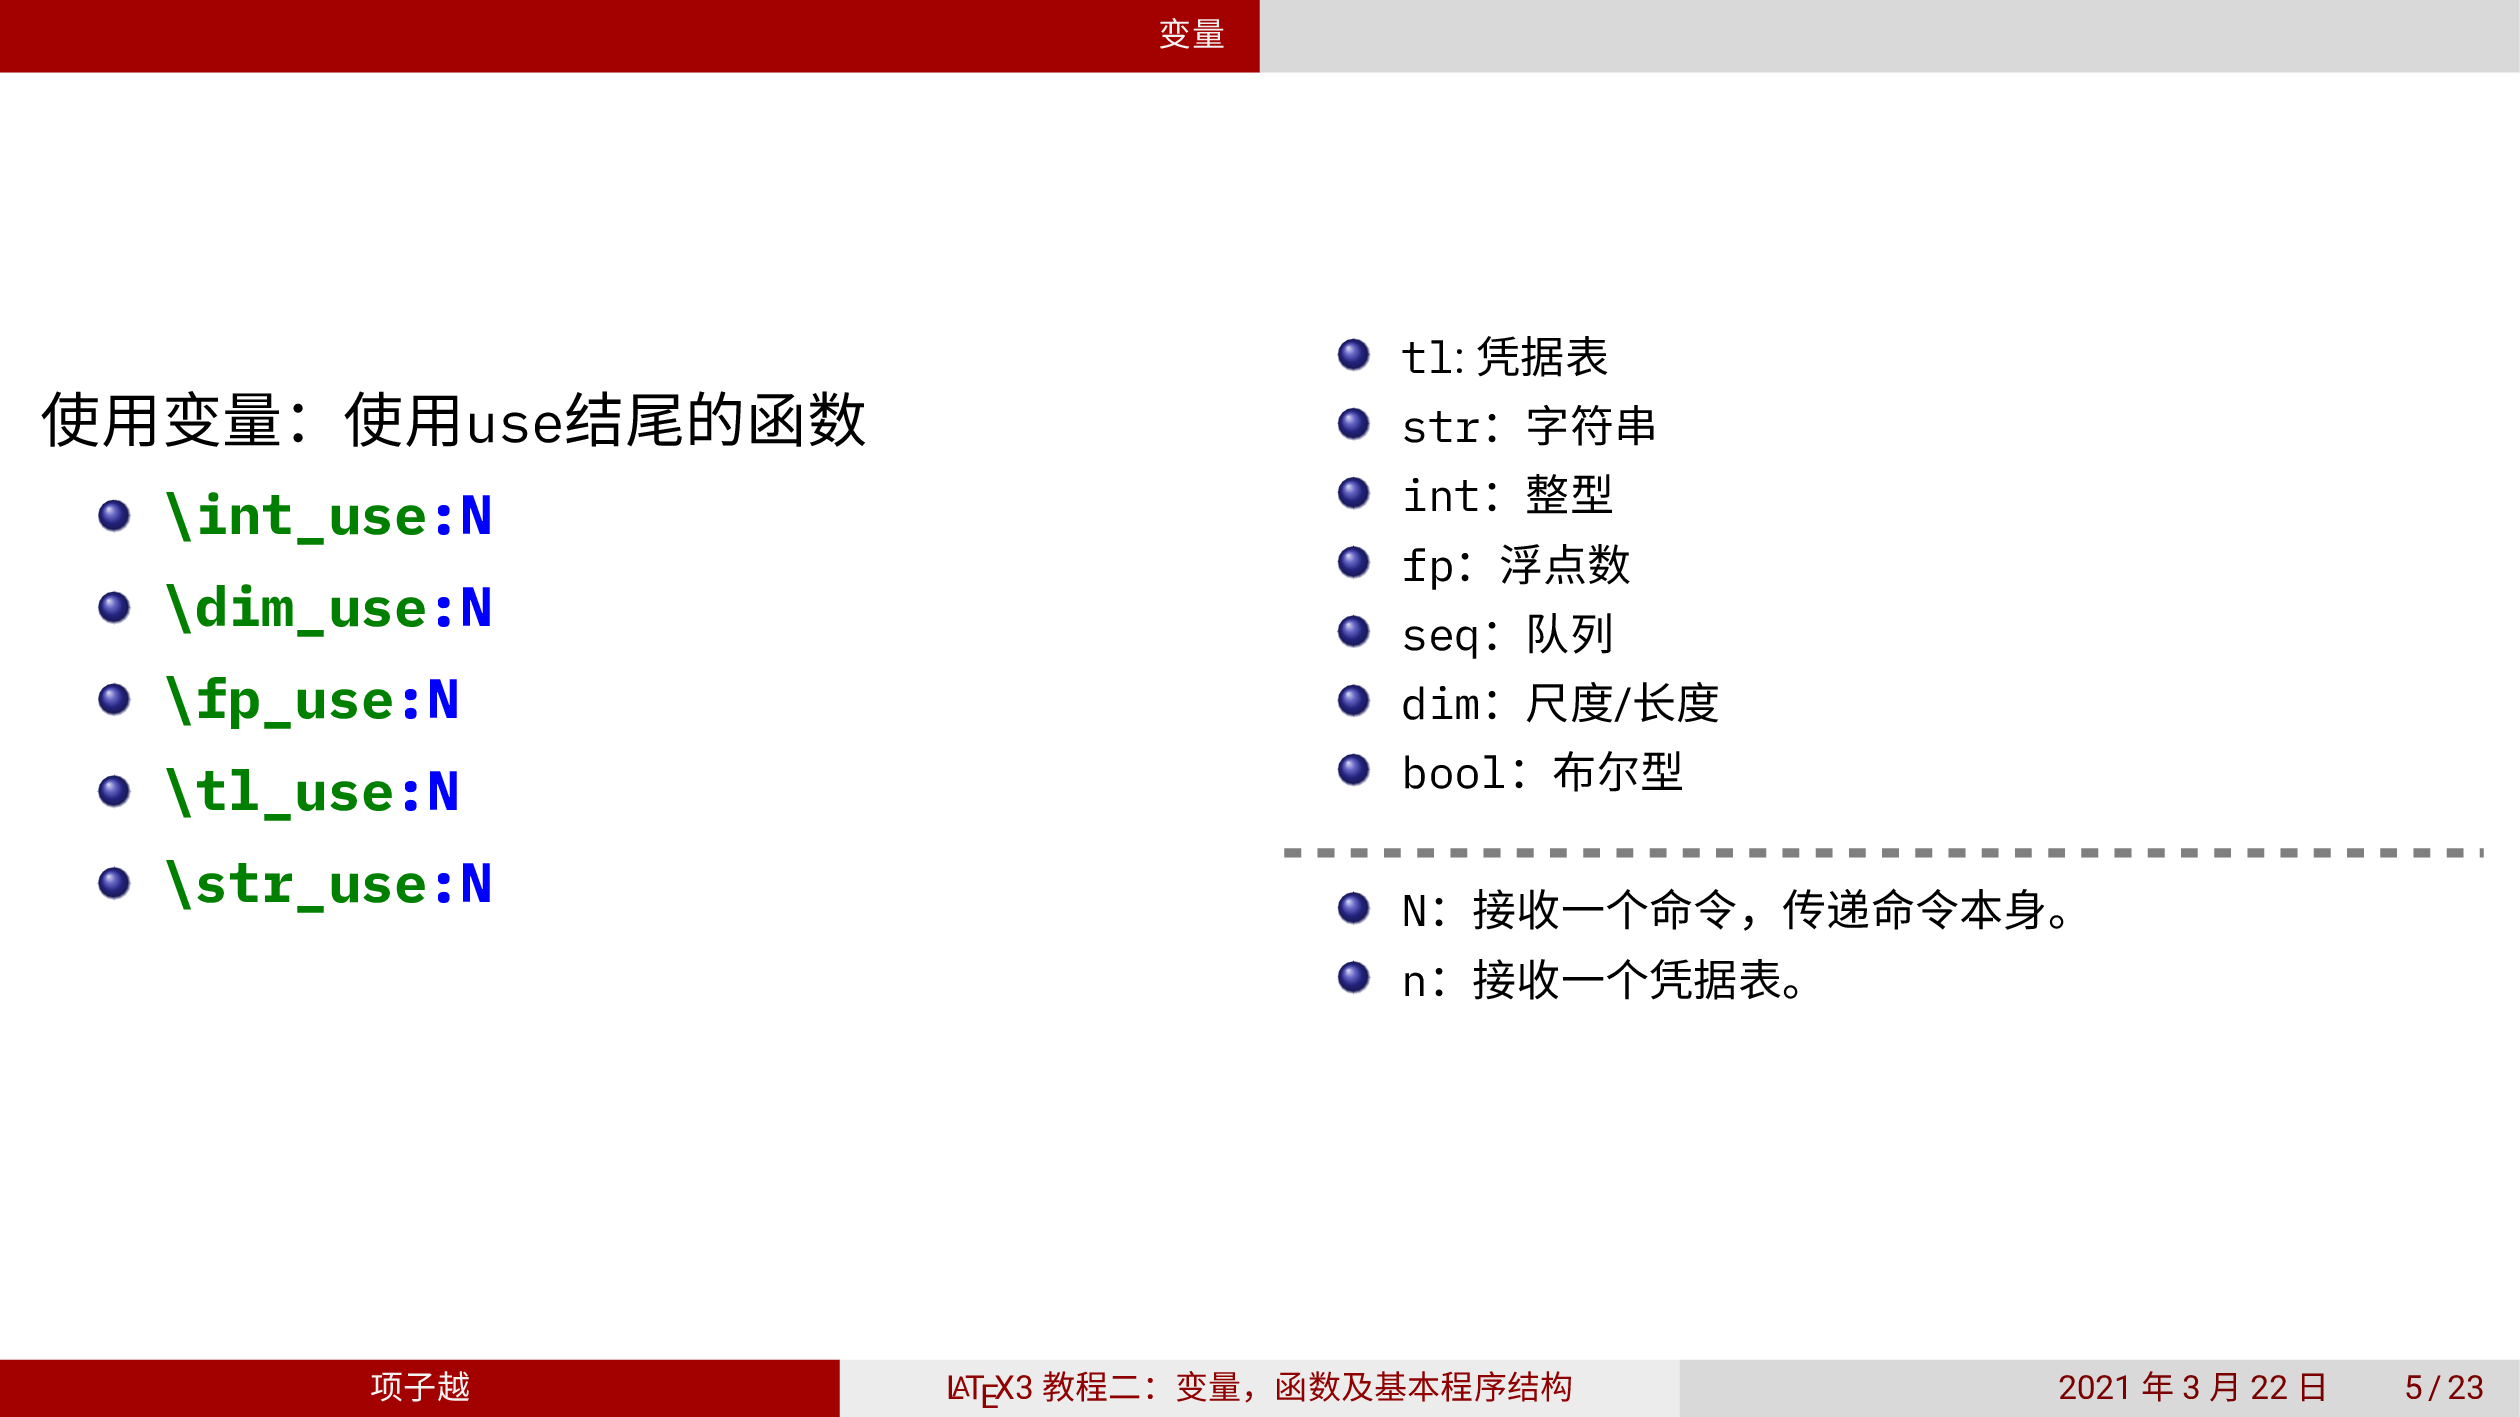 变量
使用变量：使用use结尾的函数
\int_use:N
\dim_use:N
\fp_use:N
\tl_use:N
\str_use:N
tl: 凭据表
str：字符串
int：整型
fp：浮点数
seq：队列
dim：尺度/长度
bool：布尔型
N：接收一个命令，传递命令本身。
n：接收一个凭据表。
项子越
LATEX3 教程二：变量，函数及基本程序结构
2021 年 3 月 22 日
5 / 23